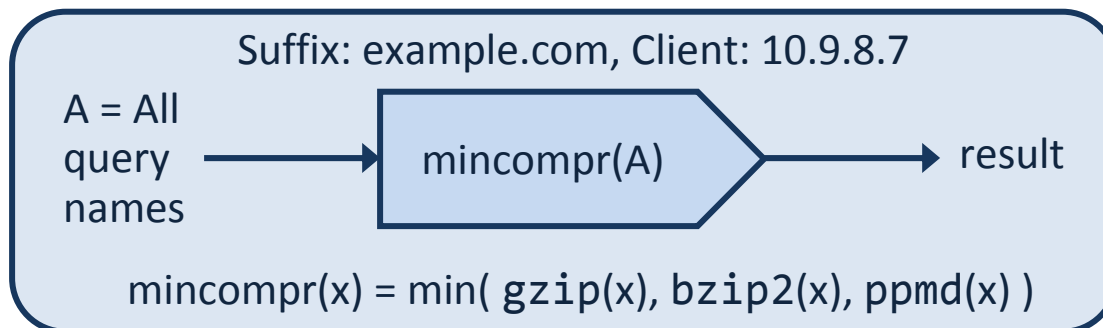 Suffix: example.com, Client: 10.9.8.7
A = All
query
names
mincompr(A)
result
mincompr(x) = min( gzip(x), bzip2(x), ppmd(x) )